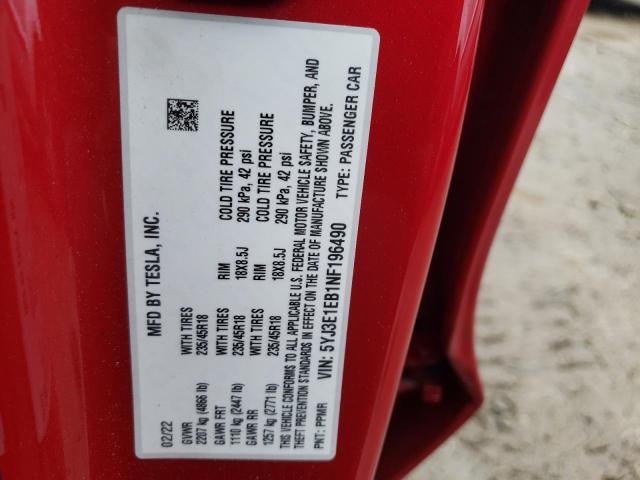 MFD BY TESLA, INC.
02/22
GVWR WITH TIRES RIM COLD TIRE PRESSURE
2207 kg (4866 lb) 235/45R18 18X8.5J 290 kPa, 42 psi
GAWR FRT WITH TIRES RIM COLD TIRE PRESSURE
1110 kg (2447 lb) 235/45R18 18X8.5J 290 kPa, 42 psi
GAWR RR WITH TIRES
1257 kg (2771 lb) 235/45R18
THIS VEHICLE CONFORMS TO ALL APPLICABLE U.S. FEDERAL MOTOR VEHICLE SAFETY, BUMPER, AND
THEFT PREVENTION STANDARDS IN EFFECT ON THE DATE OF MANUFACTURE SHOWN ABOVE.
VIN: 5YJ3E1EB1NF196490 TYPE: PASSENGER CAR
PNT: PPMR